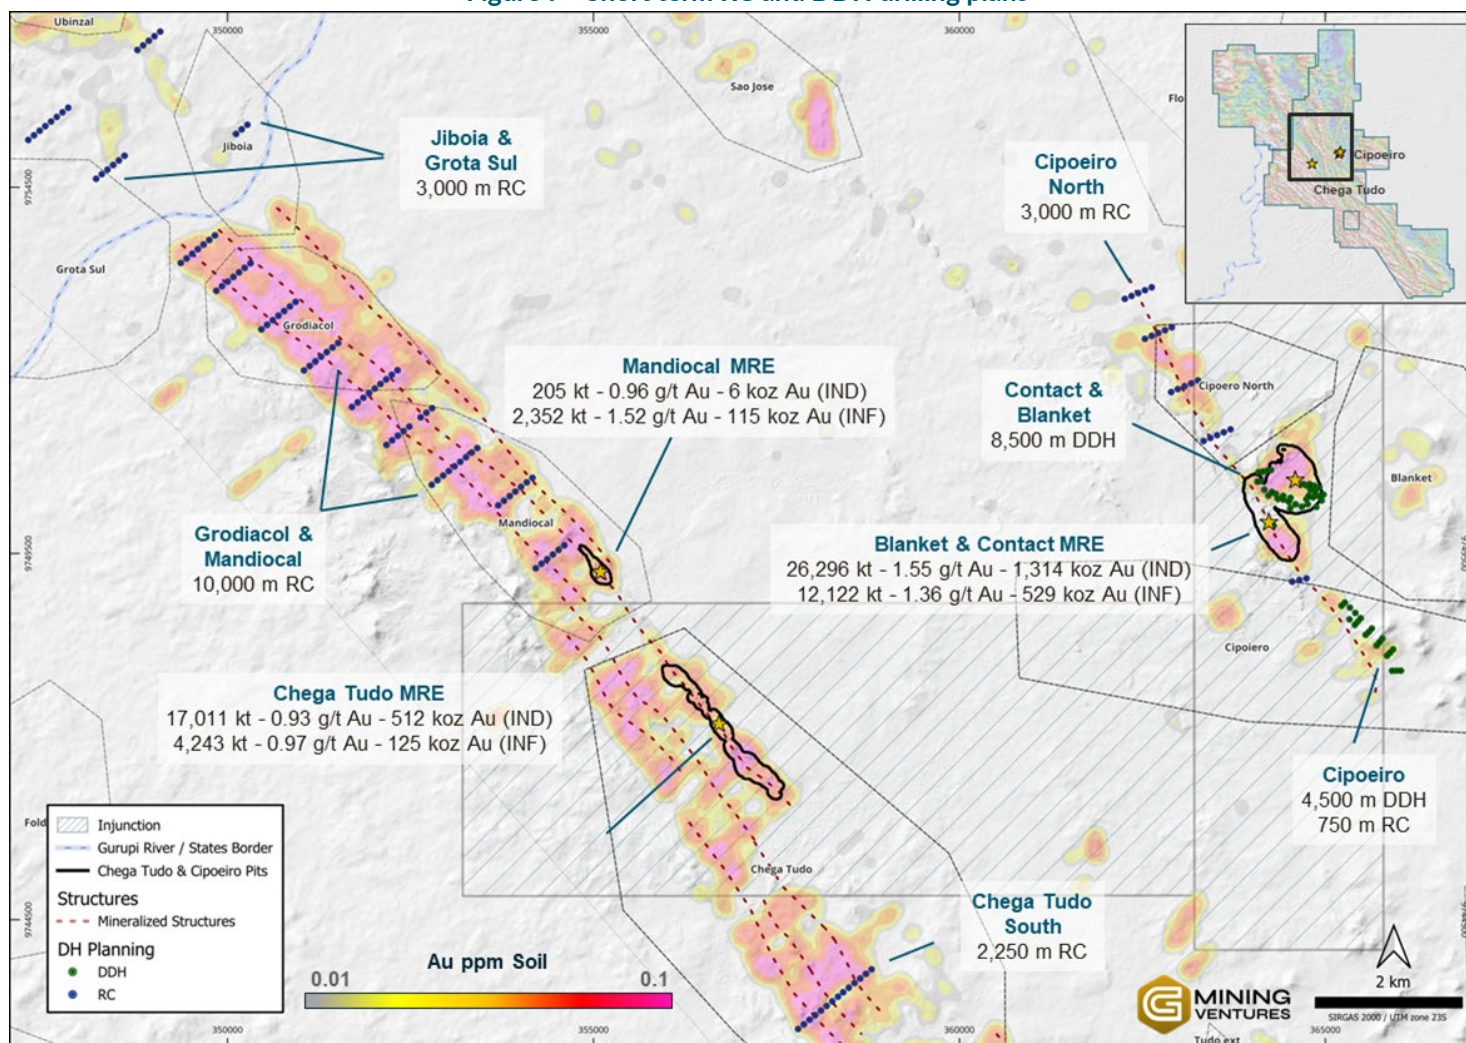 Ubinzal
350000
355000
360000
Sao Jose
Flo
Jiboia
Jiboia &
Grota Sul
3,000 m RC
Cipoeiro
North
3,000 m RC
Cipoeiro
Chega Tudo
9754500
Grota Sul
Grodiacol
Mandiocal MRE
205 kt - 0.96 g/t Au - 6 koz Au (IND)
2,352 kt - 1.52 g/t Au - 115 koz Au (INF)
Contact &
Blanket
8,500 m DDH
Cipoero North
Blanket
Grodiacol &
Mandiocal
10,000 m RC
Mandiocal
9749500
Blanket & Contact MRE
26,296 kt - 1.55 g/t Au - 1,314 koz Au (IND)
12,122 kt - 1.36 g/t Au - 529 koz Au (INF)
Cipoiero
Chega Tudo MRE
17,011 kt - 0.93 g/t Au - 512 koz Au (IND)
4,243 kt - 0.97 g/t Au - 125 koz Au (INF)
Cipoeiro
4,500 m DDH
750 m RC
Fold
Injunction
Gurupi River / States Border
Chega Tudo & Cipoeiro Pits
Structures
Mineralized Structures
DH Planning
DDH
RC
Chega Tudo
Chega Tudo
South
2,250 m RC
9744500
Au ppm Soil
0.01
0.1
G MINING
VENTURES
2 km
SIRGAS 2000 / UTM zone 23S
350000
355000
360000
365000
Tudo ext